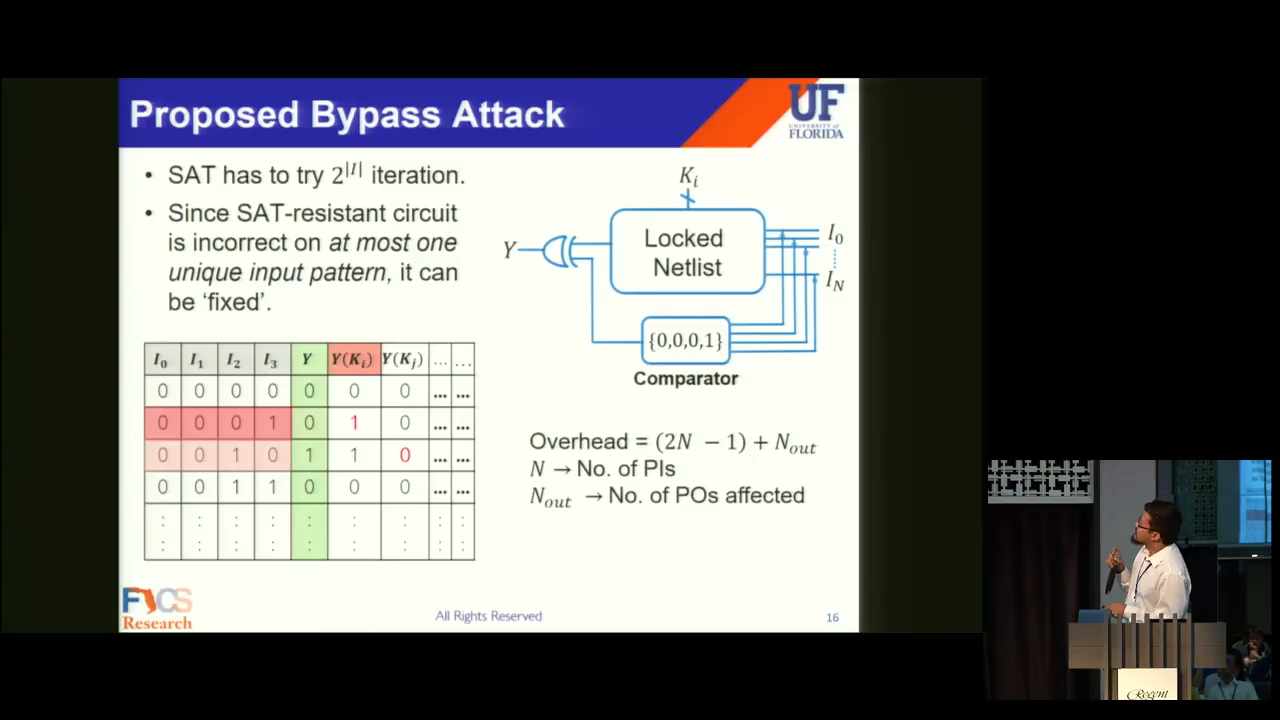 Proposed Bypass Attack
UF
UNIVERSITY of
FLORIDA
• SAT has to try 2^|I| iteration.
• Since SAT-resistant circuit
is incorrect on at most one
unique input pattern, it can
be ‘fixed’.
K_i
Locked
Netlist
Y
I_0
I_N
{0,0,0,1}
Comparator
I_0 I_1 I_2 I_3 Y Y(K_i) Y(K_j) ... ...
0 0 0 0 0 0 0 ... ...
0 0 0 1 0 1 0 ... ...
0 0 1 0 1 1 0 ... ...
0 0 1 1 0 0 0 ... ...
: : : : : : :
: : : : : : :
Overhead = (2N − 1) + N_out
N → No. of PIs
N_out → No. of POs affected
FICS
Research
All Rights Reserved
16
Regent